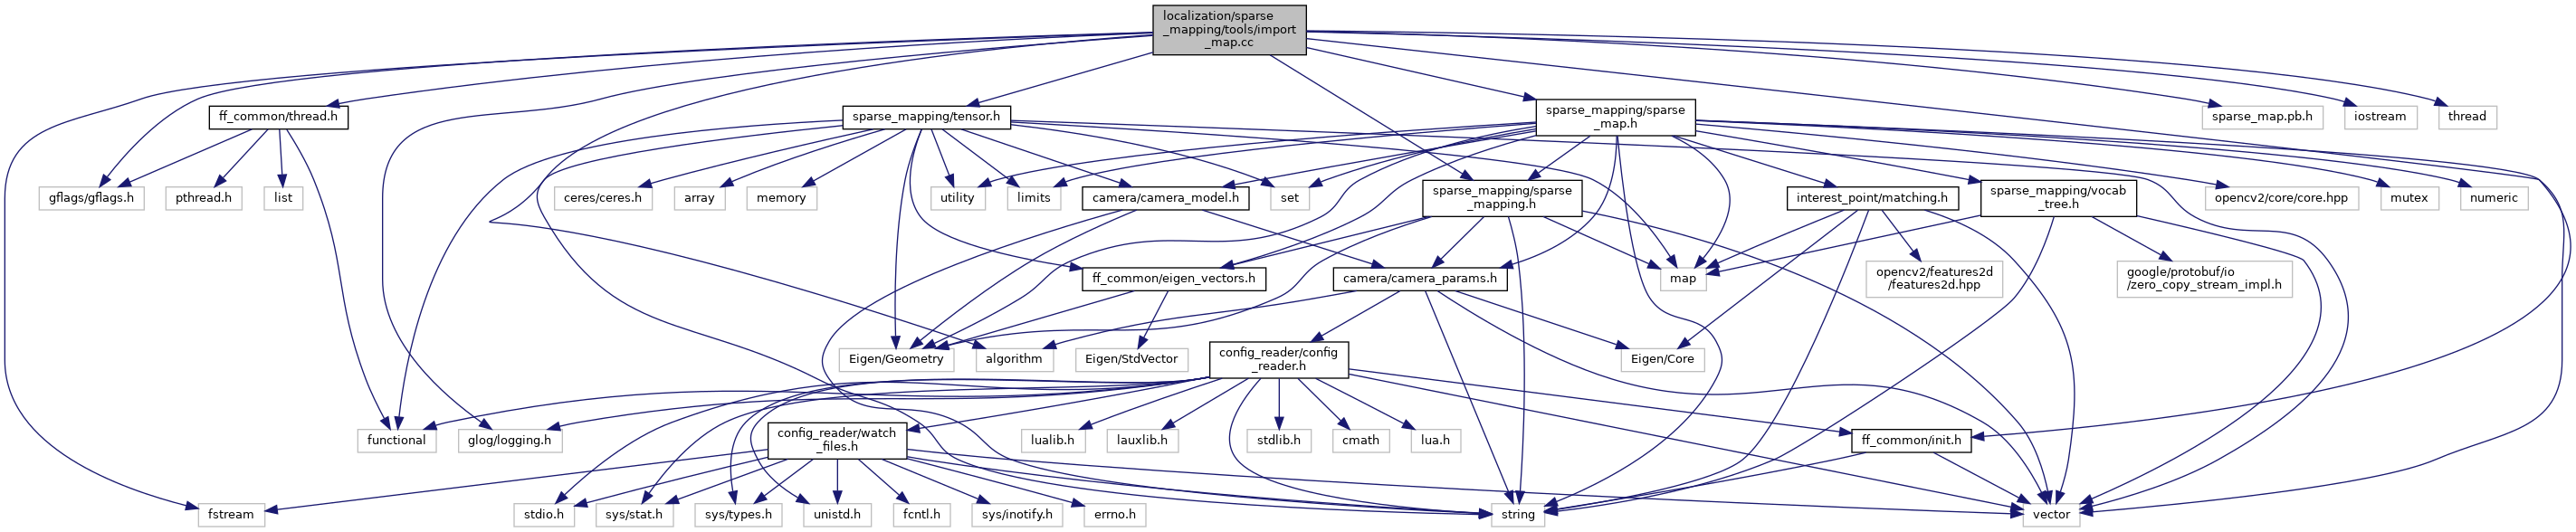 localization/sparse
_mapping/tools/import
_map.cc
ff_common/thread.h
sparse_mapping/tensor.h
sparse_mapping/sparse
_map.h
sparse_map.pb.h
iostream
thread
gflags/gflags.h
pthread.h
list
ceres/ceres.h
array
memory
utility
limits
camera/camera_model.h
set
sparse_mapping/sparse
_mapping.h
interest_point/matching.h
sparse_mapping/vocab
_tree.h
opencv2/core/core.hpp
mutex
numeric
ff_common/eigen_vectors.h
camera/camera_params.h
map
opencv2/features2d
/features2d.hpp
google/protobuf/io
/zero_copy_stream_impl.h
Eigen/Geometry
algorithm
Eigen/StdVector
config_reader/config
_reader.h
Eigen/Core
functional
glog/logging.h
config_reader/watch
_files.h
lualib.h
lauxlib.h
stdlib.h
cmath
lua.h
ff_common/init.h
fstream
stdio.h
sys/stat.h
sys/types.h
unistd.h
fcntl.h
sys/inotify.h
errno.h
string
vector